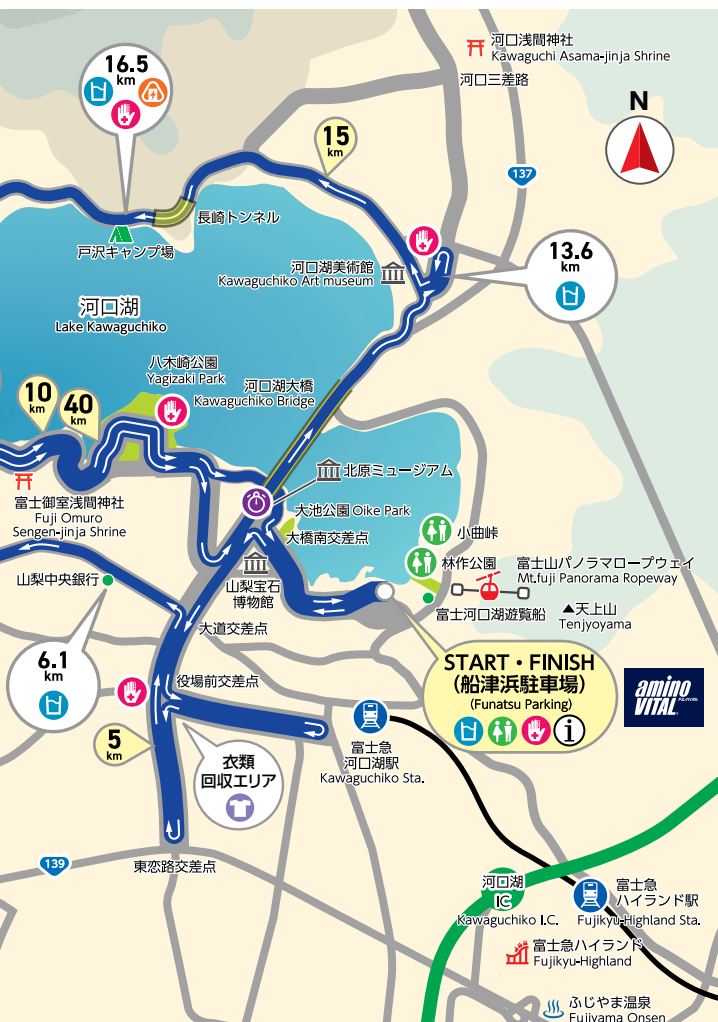 河口浅間神社
Kawaguchi Asama-jinja Shrine
河口三差路
16.5
km
N
15
km
137
長崎トンネル
戸沢キャンプ場
河口湖美術館
Kawaguchiko Art museum
13.6
km
河口湖
Lake Kawaguchiko
八木崎公園
Yagizaki Park
河口湖大橋
Kawaguchiko Bridge
10
km
40
km
北原ミュージアム
富士御室浅間神社
Fuji Omuro
Sengen-jinja Shrine
大池公園 Oike Park
大橋南交差点
小曲峠
林作公園
富士山パノラマロープウェイ
Mt.fuji Panorama Ropeway
山梨中央銀行
山梨宝石
博物館
富士河口湖遊覧船
▲天上山
Tenjyoyama
大道交差点
6.1
km
役場前交差点
START・FINISH
(船津浜駐車場)
(Funatsu Parking)
amino
VITAL
5
km
衣類
回収エリア
富士急
河口湖駅
Kawaguchiko Sta.
139
東恋路交差点
河口湖
IC
Kawaguchiko I.C.
富士急
ハイランド駅
Fujikyu-Highland Sta.
富士急ハイランド
Fujikyu-Highland
ふじやま温泉
Fujiyama Onsen